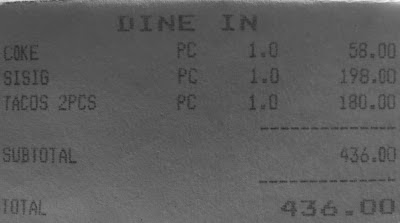 DINE IN
COKE PC 1.0 58.00
SISIG PC 1.0 198.00
TACOS 2PCS PC 1.0 180.00
SUBTOTAL 436.00
TOTAL 436.00